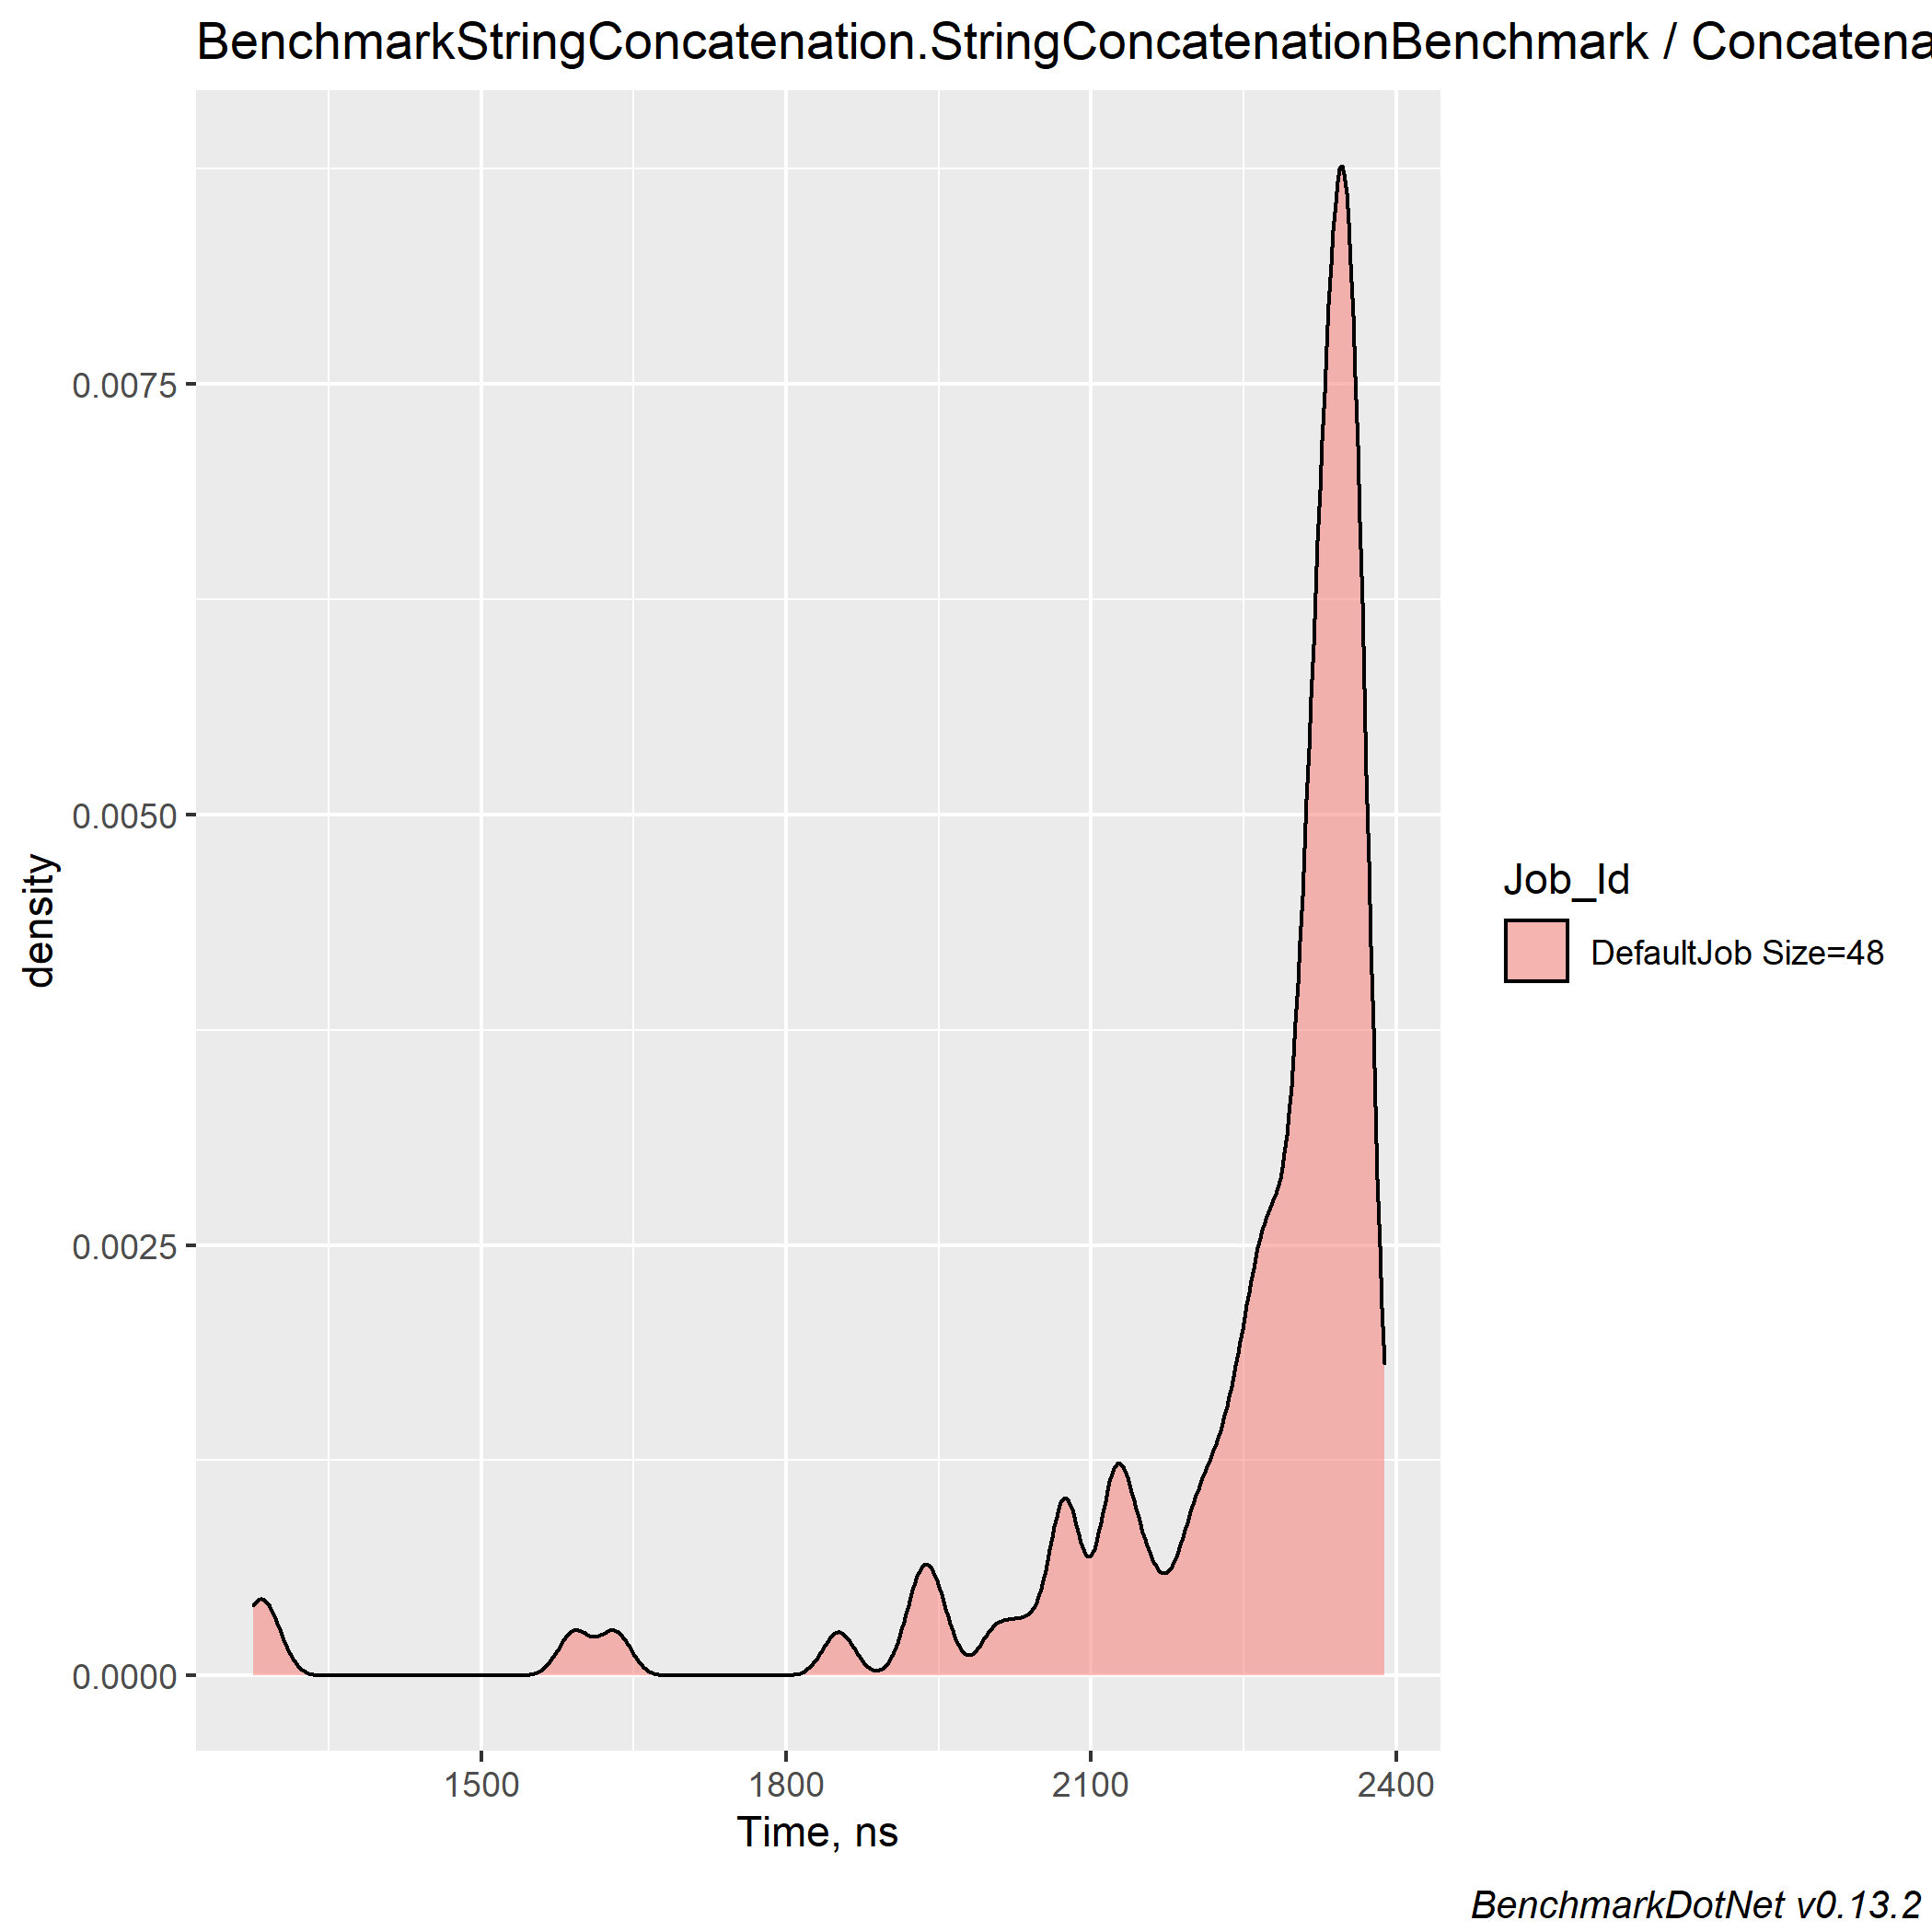 BenchmarkStringConcatenation.StringConcatenationBenchmark / Concatena
0.0075
0.0050
0.0025
0.0000
density
1500 1800 2100 2400
Time, ns
Job_Id
DefaultJob Size=48
BenchmarkDotNet v0.13.2